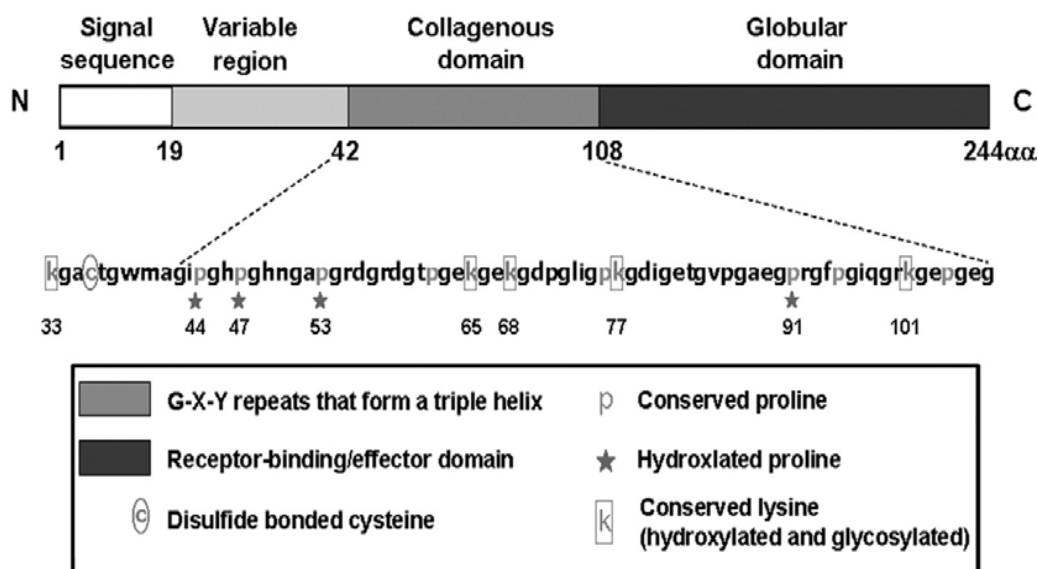 Signal sequence
Variable region
Collagenous domain
Globular domain
N
C
1 19 42 108 244αα
kgactgwmagipghpghngapgrdgrdgtpgekgekgdpgligpkgdigetgvpgaegprgfpgiqgrkgepgeg
33 44 47 53 65 68 77 91 101
G-X-Y repeats that form a triple helix
p Conserved proline
Receptor-binding/effector domain
Hydroxlated proline
c Disulfide bonded cysteine
k Conserved lysine
(hydroxylated and glycosylated)